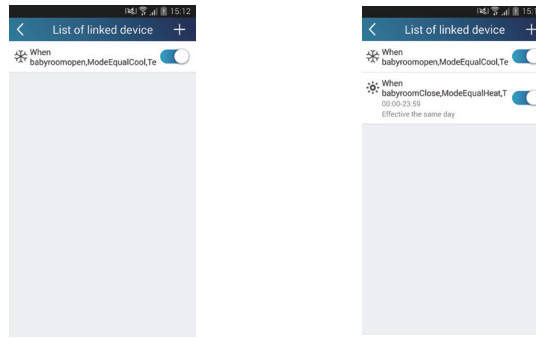 15:12
List of linked device
When
babyroomopen,ModeEqualCool,Te
List of linked device
When
babyroomopen,ModeEqualCool,Te
When
babyroomClose,ModeEqualHeat,T
00:00-23:59
Effective the same day